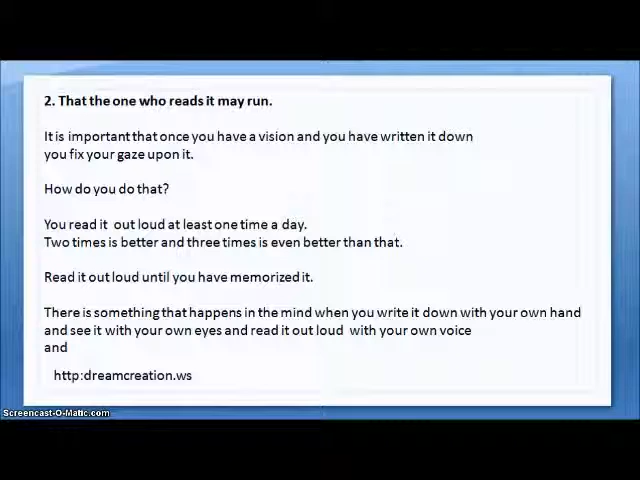 2. That the one who reads it may run.
It is important that once you have a vision and you have written it down
you fix your gaze upon it.
How do you do that?
You read it out loud at least one time a day.
Two times is better and three times is even better than that.
Read it out loud until you have memorized it.
There is something that happens in the mind when you write it down with your own hand
and see it with your own eyes and read it out loud with your own voice
and
http:dreamcreation.ws
Screencast-O-Matic.com